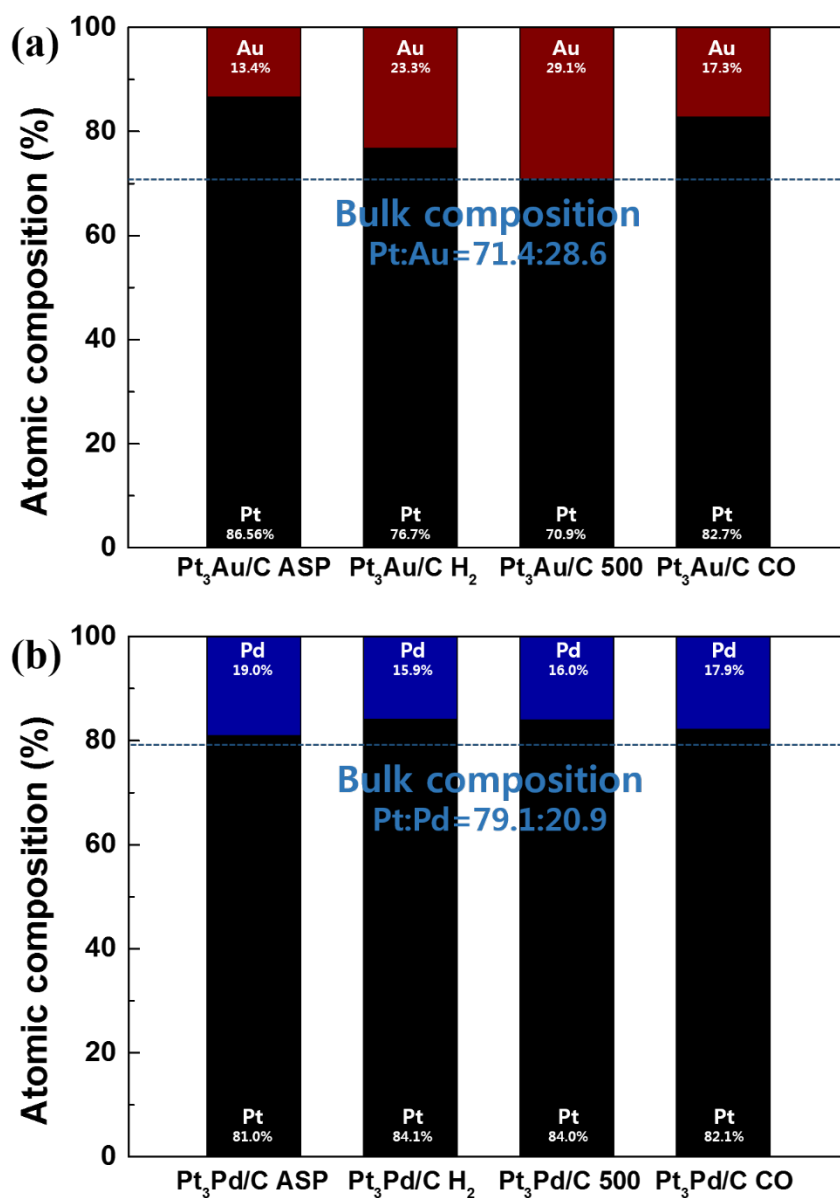 (a)
Atomic composition (%)
100
80
60
40
20
0
Au
13.4%
Au
23.3%
Au
29.1%
Au
17.3%
Bulk composition
Pt:Au=71.4:28.6
Pt
86.56%
Pt
76.7%
Pt
70.9%
Pt
82.7%
Pt₃Au/C ASP
Pt₃Au/C H₂
Pt₃Au/C 500
Pt₃Au/C CO
(b)
Atomic composition (%)
100
80
60
40
20
0
Pd
19.0%
Pd
15.9%
Pd
16.0%
Pd
17.9%
Bulk composition
Pt:Pd=79.1:20.9
Pt
81.0%
Pt
84.1%
Pt
84.0%
Pt
82.1%
Pt₃Pd/C ASP
Pt₃Pd/C H₂
Pt₃Pd/C 500
Pt₃Pd/C CO